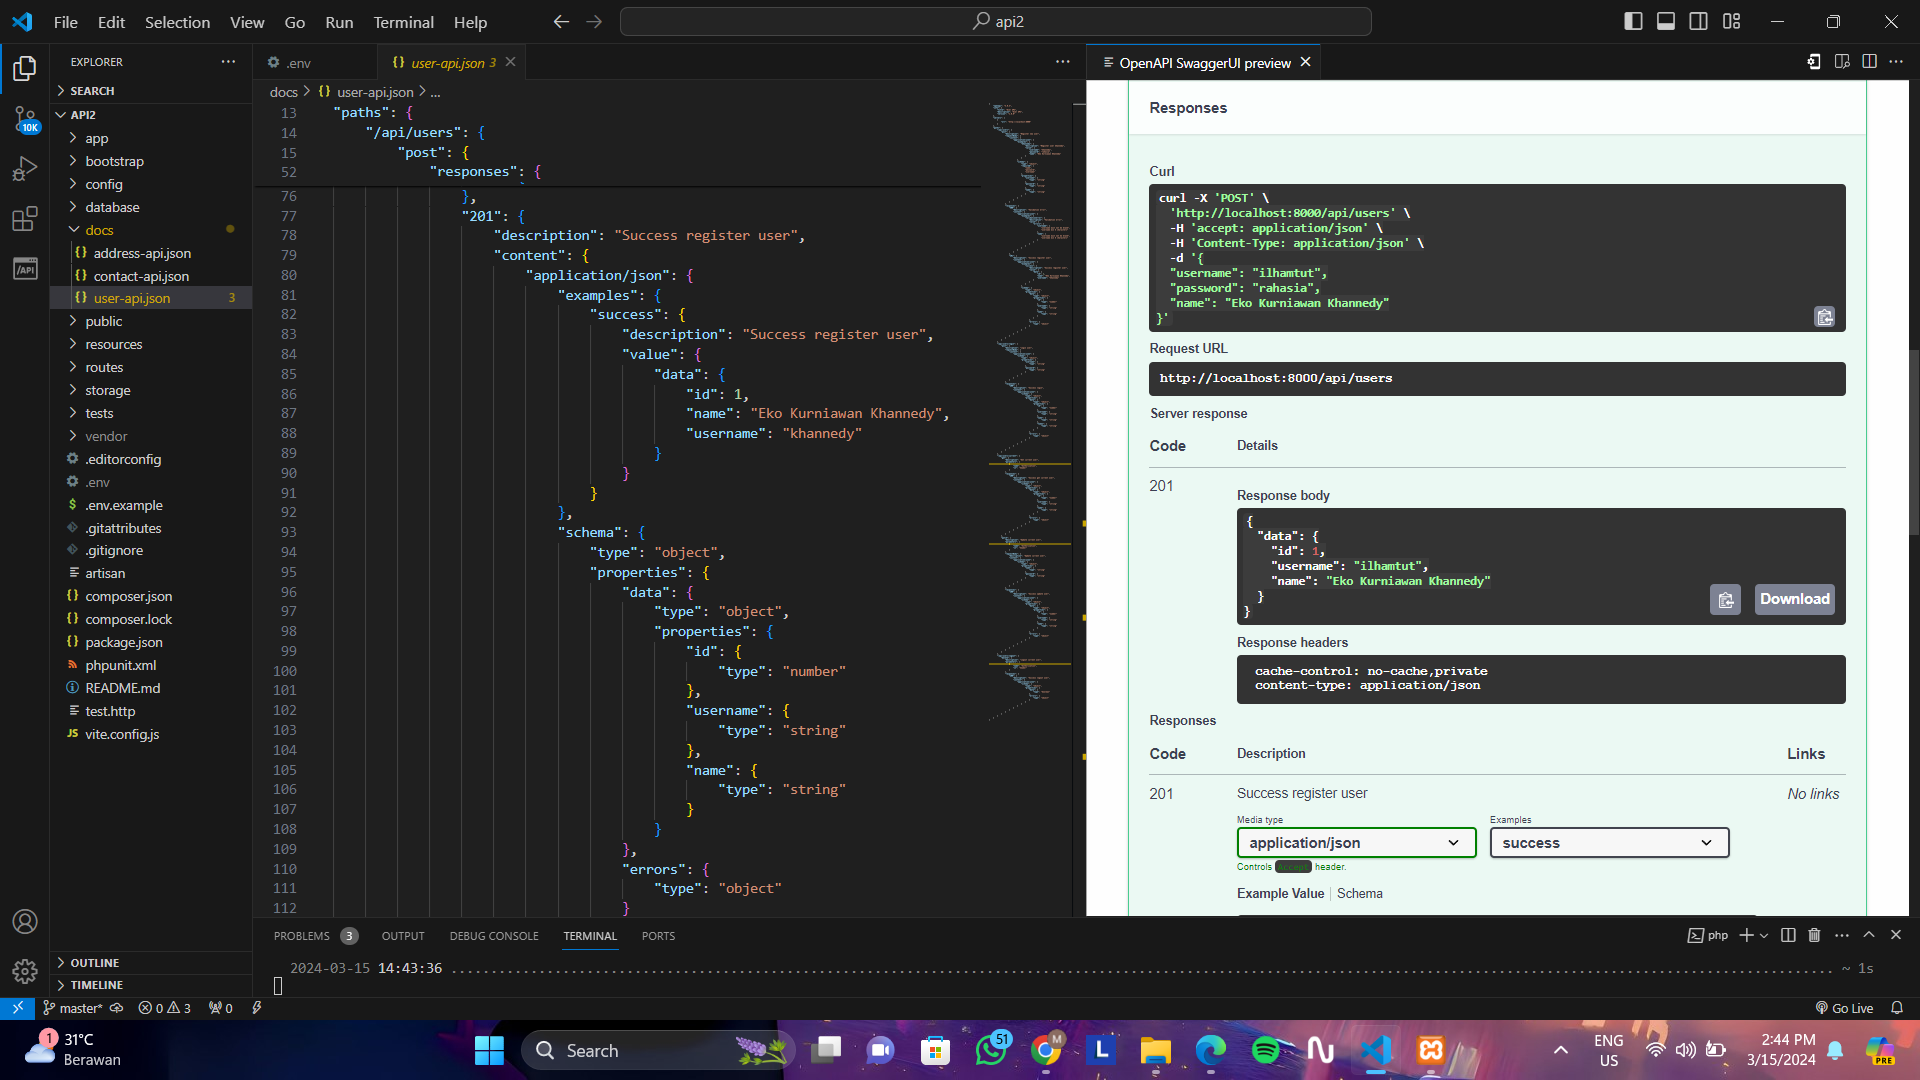 File Edit Selection View Go Run Terminal Help
api2
EXPLORER
SEARCH
API2
app
bootstrap
config
database
docs
address-api.json
contact-api.json
user-api.json 3
public
resources
routes
storage
tests
vendor
.editorconfig
.env
.env.example
.gitattributes
.gitignore
artisan
composer.json
composer.lock
package.json
phpunit.xml
README.md
test.http
vite.config.js
OUTLINE
TIMELINE
10K
.env
user-api.json 3
docs > user-api.json > ...
13 "paths": {
14 "/api/users": {
15 "post": {
52 "responses": {
76 },
77 "201": {
78 "description": "Success register user",
79 "content": {
80 "application/json": {
81 "examples": {
82 "success": {
83 "description": "Success register user",
84 "value": {
85 "data": {
86 "id": 1,
87 "name": "Eko Kurniawan Khannedy",
88 "username": "khannedy"
89 }
90 }
91 }
92 },
93 "schema": {
94 "type": "object",
95 "properties": {
96 "data": {
97 "type": "object",
98 "properties": {
99 "id": {
100 "type": "number"
101 },
102 "username": {
103 "type": "string"
104 },
105 "name": {
106 "type": "string"
107 }
108 }
109 },
110 "errors": {
111 "type": "object"
112 }
OpenAPI SwaggerUI preview
Responses
Curl
curl -X 'POST' \
'http://localhost:8000/api/users' \
-H 'accept: application/json' \
-H 'Content-Type: application/json' \
-d '{
"username": "ilhamtut",
"password": "rahasia",
"name": "Eko Kurniawan Khannedy"
}'
Request URL
http://localhost:8000/api/users
Server response
Code Details
201
Response body
{
"data": {
"id": 1,
"username": "ilhamtut",
"name": "Eko Kurniawan Khannedy"
}
}
Download
Response headers
cache-control: no-cache,private
content-type: application/json
Responses
Code Description Links
201 Success register user No links
Media type Examples
application/json success
Controls Accept header.
Example Value Schema
PROBLEMS 3 OUTPUT DEBUG CONSOLE TERMINAL PORTS
php
2024-03-15 14:43:36 ........ ~ 1s
master* 0 3 0
Go Live
1
31°C
Berawan
Search
51
M
L
ENG
US
2:44 PM
3/15/2024
PRE